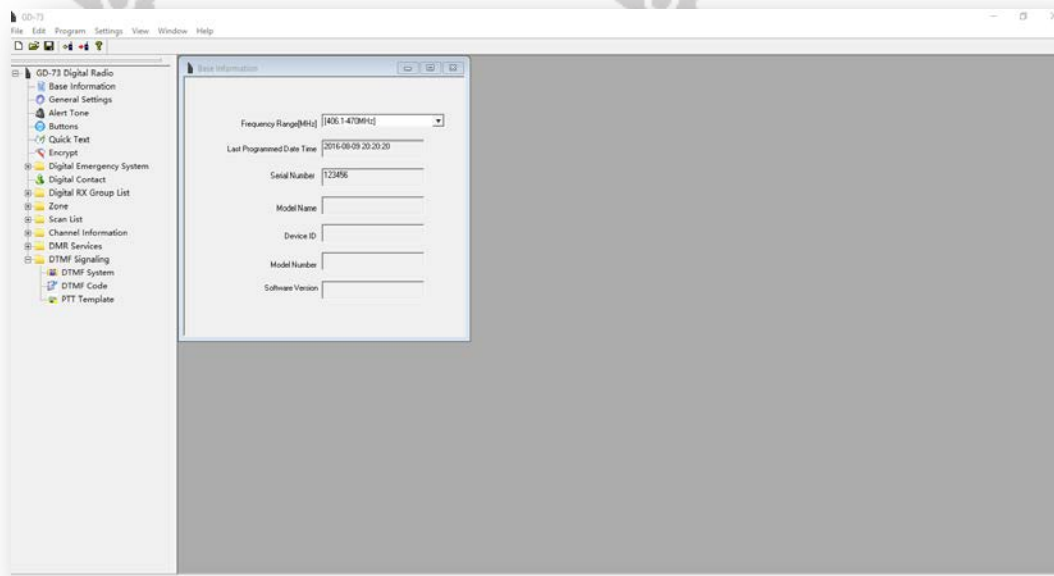 GD-73
File Edit Program Settings View Window Help
GD-73 Digital Radio
Base Information
General Settings
Alert Tone
Buttons
Quick Text
Encrypt
Digital Emergency System
Digital Contact
Digital RX Group List
Zone
Scan List
Channel Information
DMR Services
DTMF Signaling
DTMF System
DTMF Code
PTT Template
Base Information
Frequency Range[MHz] [406.1-470MHz]
Last Programmed Date Time 2016-08-09 20:20:20
Serial Number 123456
Model Name
Device ID
Model Number
Software Version